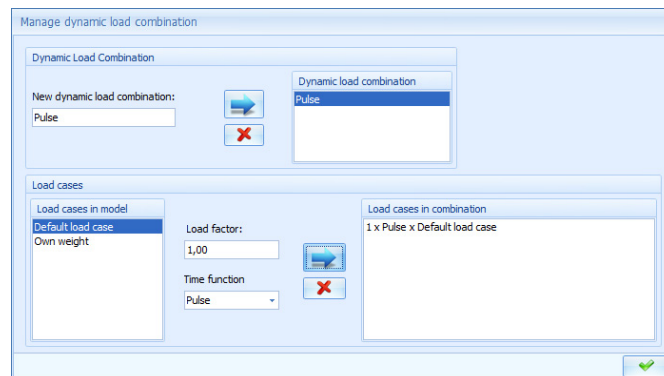 Manage dynamic load combination
Dynamic Load Combination
New dynamic load combination:
Pulse
Dynamic load combination
Pulse
Load cases
Load cases in model
Default load case
Own weight
Load factor:
1,00
Time function
Pulse
Load cases in combination
1 x Pulse x Default load case